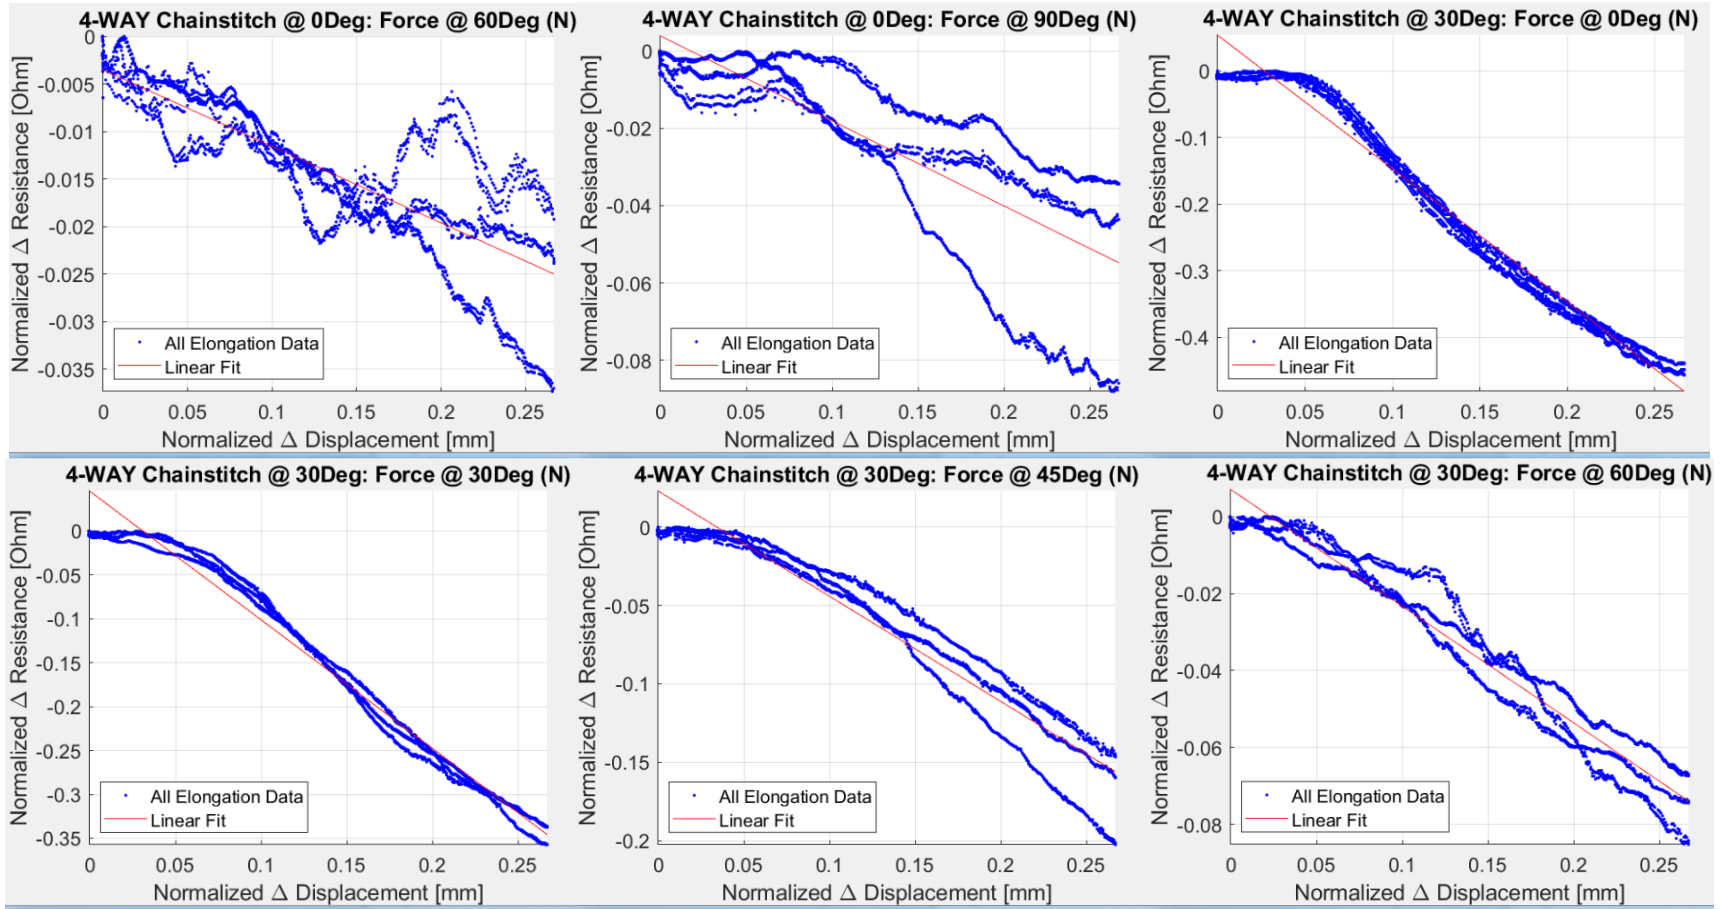 4-WAY Chainstitch @ 0Deg: Force @ 60Deg (N)
Normalized Δ Resistance [Ohm]
0
-0.005
-0.01
-0.015
-0.02
-0.025
-0.03
-0.035
All Elongation Data
Linear Fit
0 0.05 0.1 0.15 0.2 0.25
Normalized Δ Displacement [mm]
4-WAY Chainstitch @ 0Deg: Force @ 90Deg (N)
Normalized Δ Resistance [Ohm]
0
-0.02
-0.04
-0.06
-0.08
All Elongation Data
Linear Fit
0 0.05 0.1 0.15 0.2 0.25
Normalized Δ Displacement [mm]
4-WAY Chainstitch @ 30Deg: Force @ 0Deg (N)
Normalized Δ Resistance [Ohm]
0
-0.1
-0.2
-0.3
-0.4
All Elongation Data
Linear Fit
0 0.05 0.1 0.15 0.2 0.25
Normalized Δ Displacement [mm]
4-WAY Chainstitch @ 30Deg: Force @ 30Deg (N)
Normalized Δ Resistance [Ohm]
0
-0.05
-0.1
-0.15
-0.2
-0.25
-0.3
-0.35
All Elongation Data
Linear Fit
0 0.05 0.1 0.15 0.2 0.25
Normalized Δ Displacement [mm]
4-WAY Chainstitch @ 30Deg: Force @ 45Deg (N)
Normalized Δ Resistance [Ohm]
0
-0.05
-0.1
-0.15
-0.2
All Elongation Data
Linear Fit
0 0.05 0.1 0.15 0.2 0.25
Normalized Δ Displacement [mm]
4-WAY Chainstitch @ 30Deg: Force @ 60Deg (N)
Normalized Δ Resistance [Ohm]
0
-0.02
-0.04
-0.06
-0.08
All Elongation Data
Linear Fit
0 0.05 0.1 0.15 0.2 0.25
Normalized Δ Displacement [mm]